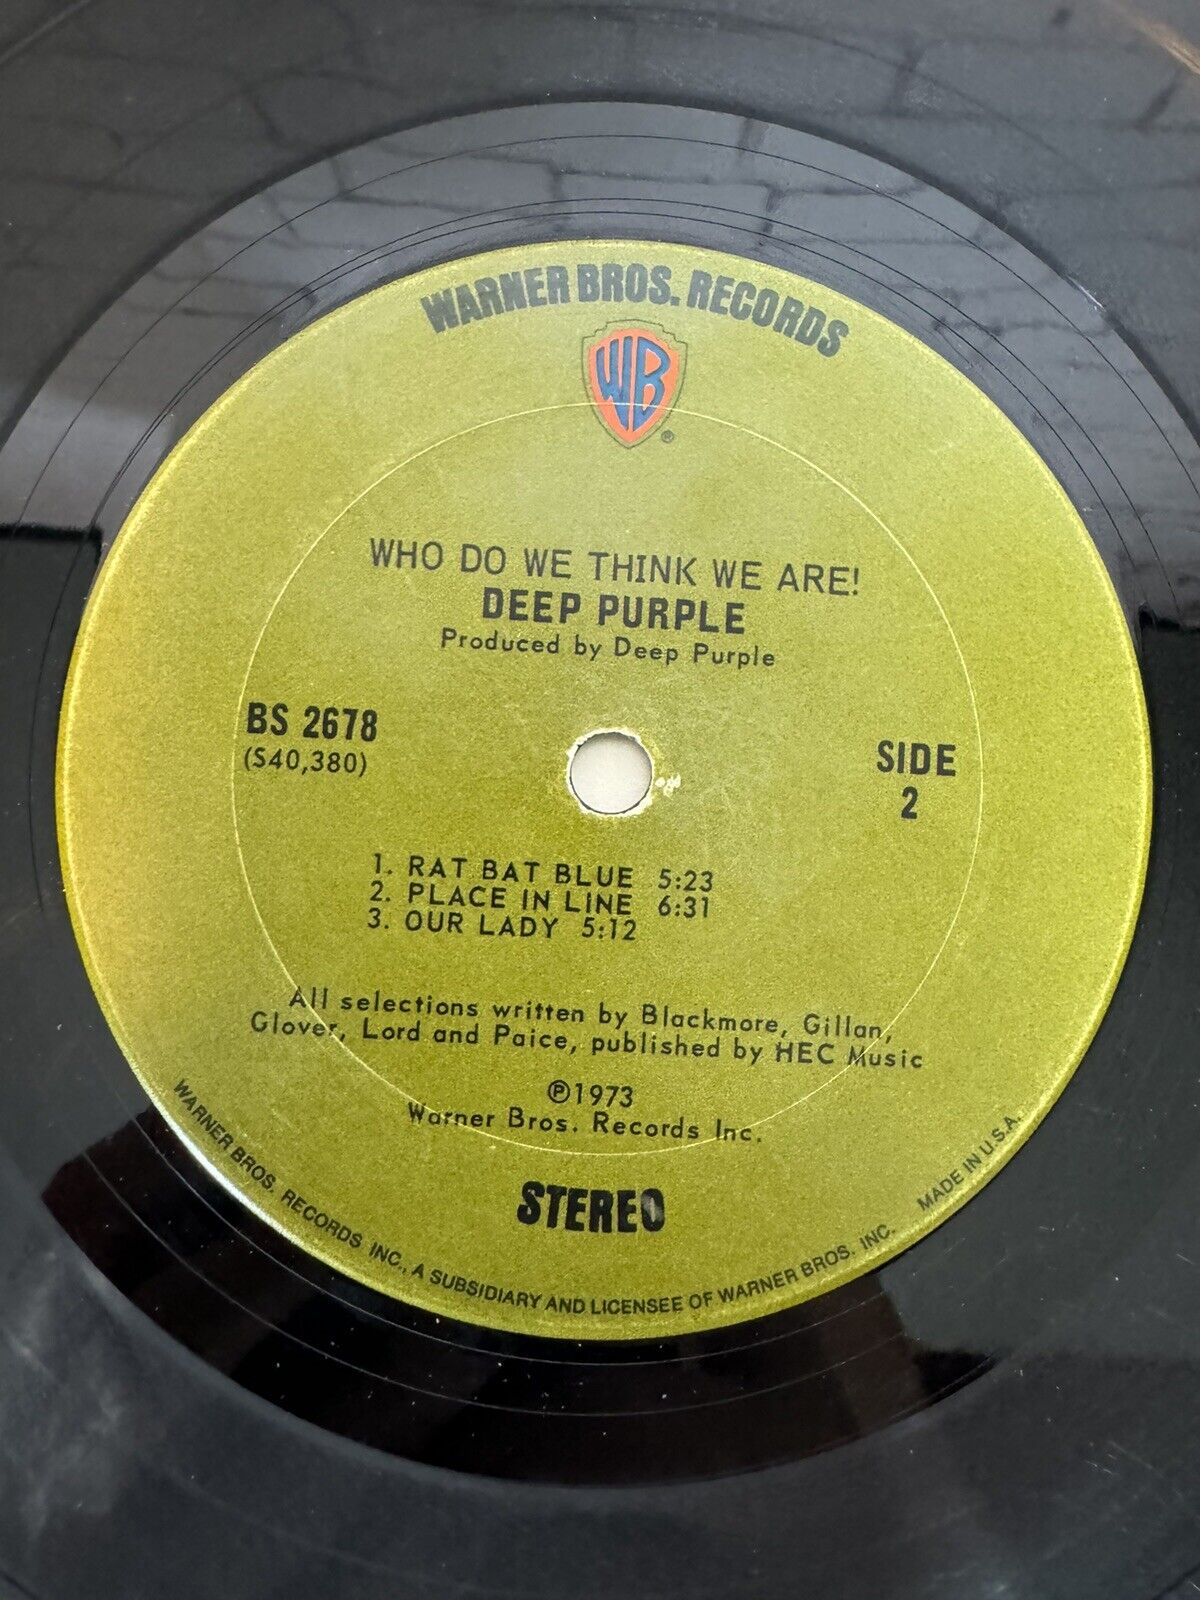 WARNER BROS. RECORDS
WB
®
WHO DO WE THINK WE ARE!
DEEP PURPLE
Produced by Deep Purple
BS 2678
(S40,380)
SIDE
2
1. RAT BAT BLUE 5:23
2. PLACE IN LINE 6:31
3. OUR LADY 5:12
All selections written by Blackmore, Gillan,
Glover, Lord and Paice, published by HEC Music
℗1973
Warner Bros. Records Inc.
STEREO
WARNER BROS. RECORDS INC., A SUBSIDIARY AND LICENSEE OF WARNER BROS. INC. MADE IN U.S.A.